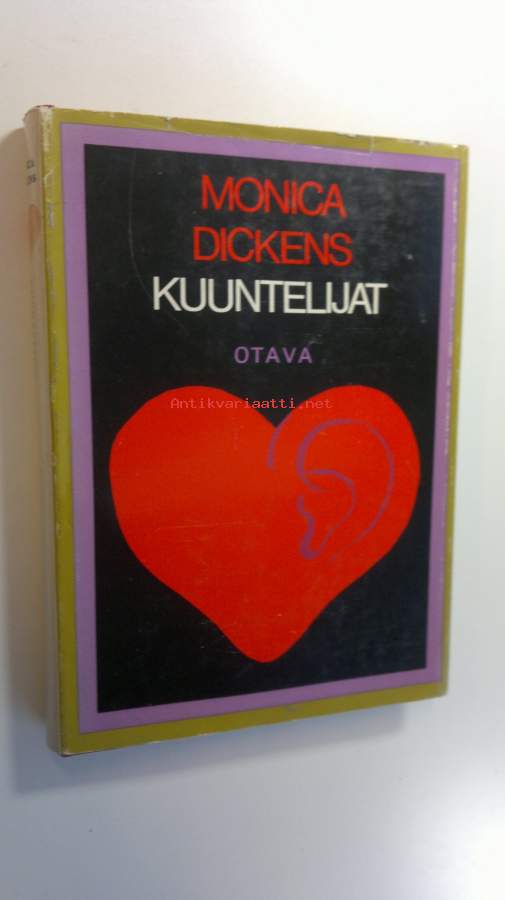 MONICA
DICKENS
KUUNTELIJAT
OTAVA
Antikvariaatti.net